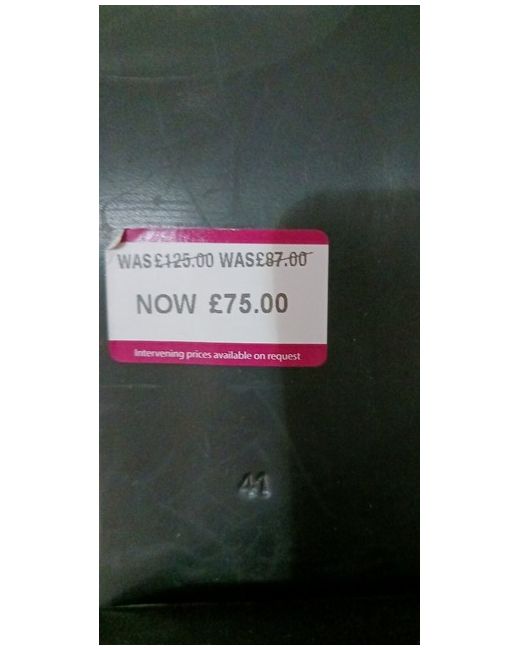 WAS £125.00 WAS £87.00
NOW £75.00
Intervening prices available on request
41